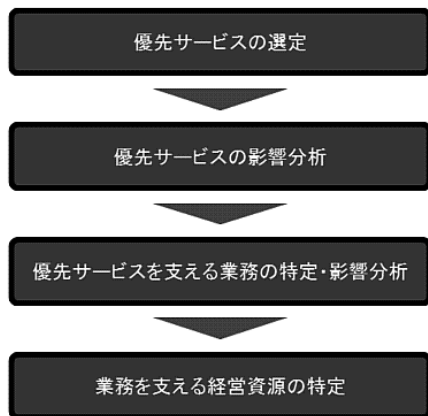 優先サービスの選定
優先サービスの影響分析
優先サービスを支える業務の特定・影響分析
業務を支える経営資源の特定